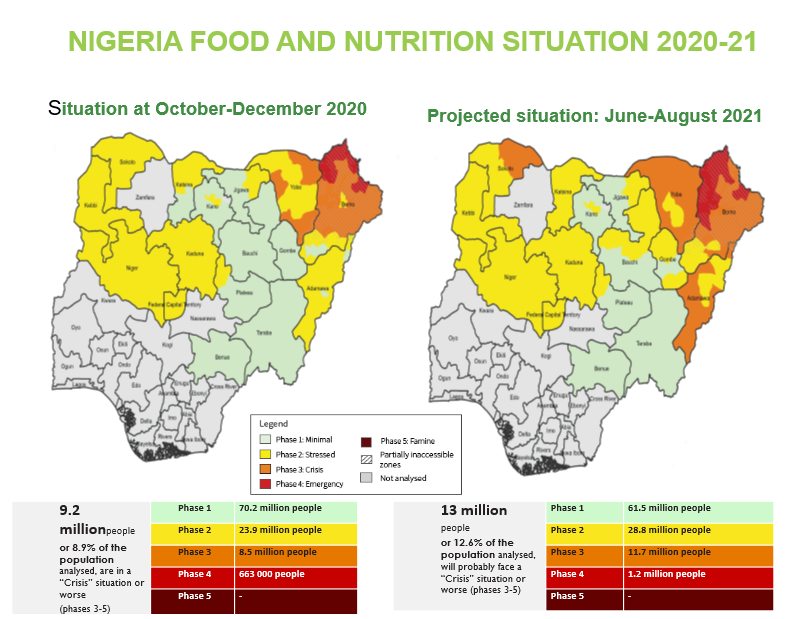 NIGERIA FOOD AND NUTRITION SITUATION 2020-21
Situation at October-December 2020
Projected situation: June-August 2021
Sokoto
Zamfara
Katsina
Kebbi
Kano
Jigawa
Yobe
Borno
Niger
Kaduna
Bauchi
Gombe
Adamawa
Plateau
Federal Capital Territory
Nassarawa
Kwara
Taraba
Oyo
Kogi
Benue
Osun
Ekiti
Ondo
Ogun
Lagos
Edo
Enugu
Anambra
Ebonyi
Cross River
Delta
Imo
Abia
Rivers
Sokoto
Zamfara
Katsina
Kebbi
Kano
Jigawa
Yobe
Borno
Niger
Kaduna
Bauchi
Gombe
Adamawa
Plateau
Federal Capital Territory
Nassarawa
Kwara
Taraba
Oyo
Kogi
Benue
Osun
Ekiti
Ondo
Ogun
Lagos
Edo
Enugu
Anambra
Ebonyi
Cross River
Delta
Imo
Abia
Rivers
Legend
Phase 1: Minimal
Phase 2: Stressed
Phase 3: Crisis
Phase 4: Emergency
Phase 5: Famine
Partially inaccessible
zones
Not analysed
9.2
million people
or 8.9% of the
population
analysed, are in a
“Crisis” situation or
worse
(phases 3-5)
Phase 1 70.2 million people
Phase 2 23.9 million people
Phase 3 8.5 million people
Phase 4 663 000 people
Phase 5 -
13 million
people
or 12.6% of the
population analysed,
will probably face a
“Crisis” situation or
worse (phases 3-5)
Phase 1 61.5 million people
Phase 2 28.8 million people
Phase 3 11.7 million people
Phase 4 1.2 million people
Phase 5 -